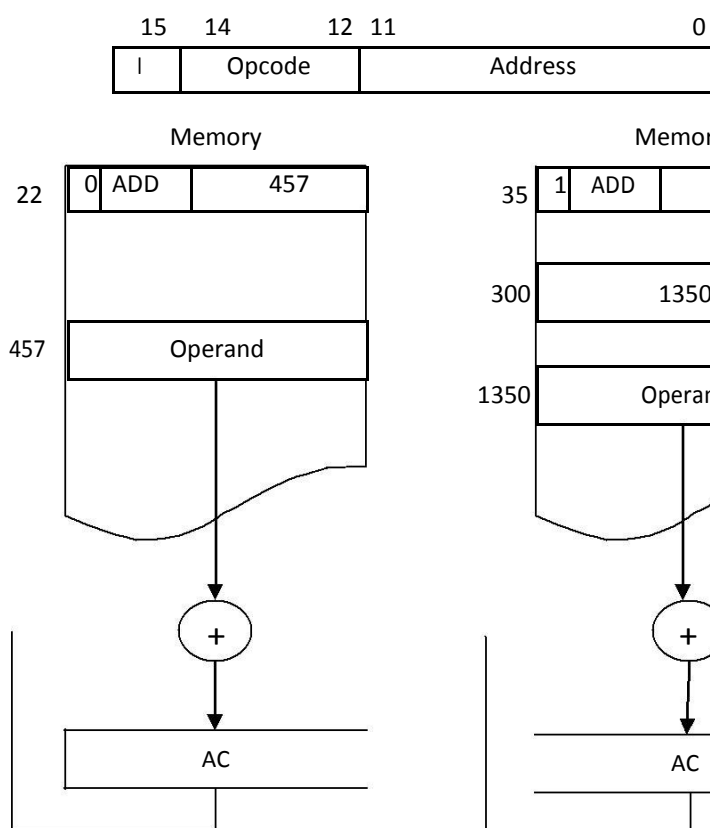 15 14 12 11 0
I Opcode Address
Memory
22 0 ADD 457
457 Operand
+
AC
35 1 ADD
300 1350
1350
+
AC